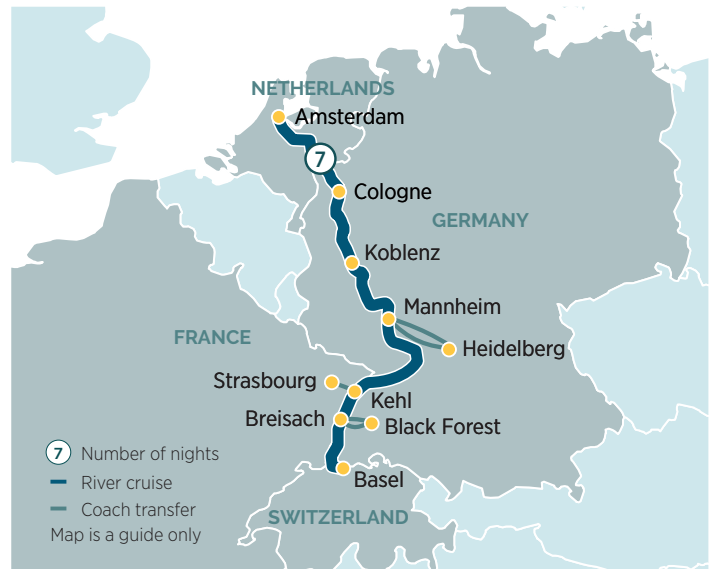 NETHERLANDS
Amsterdam
7
Cologne
GERMANY
Koblenz
Mannheim
FRANCE
Heidelberg
Strasbourg
Kehl
Breisach
Black Forest
7 Number of nights
River cruise
Basel
Coach transfer
SWITZERLAND
Map is a guide only